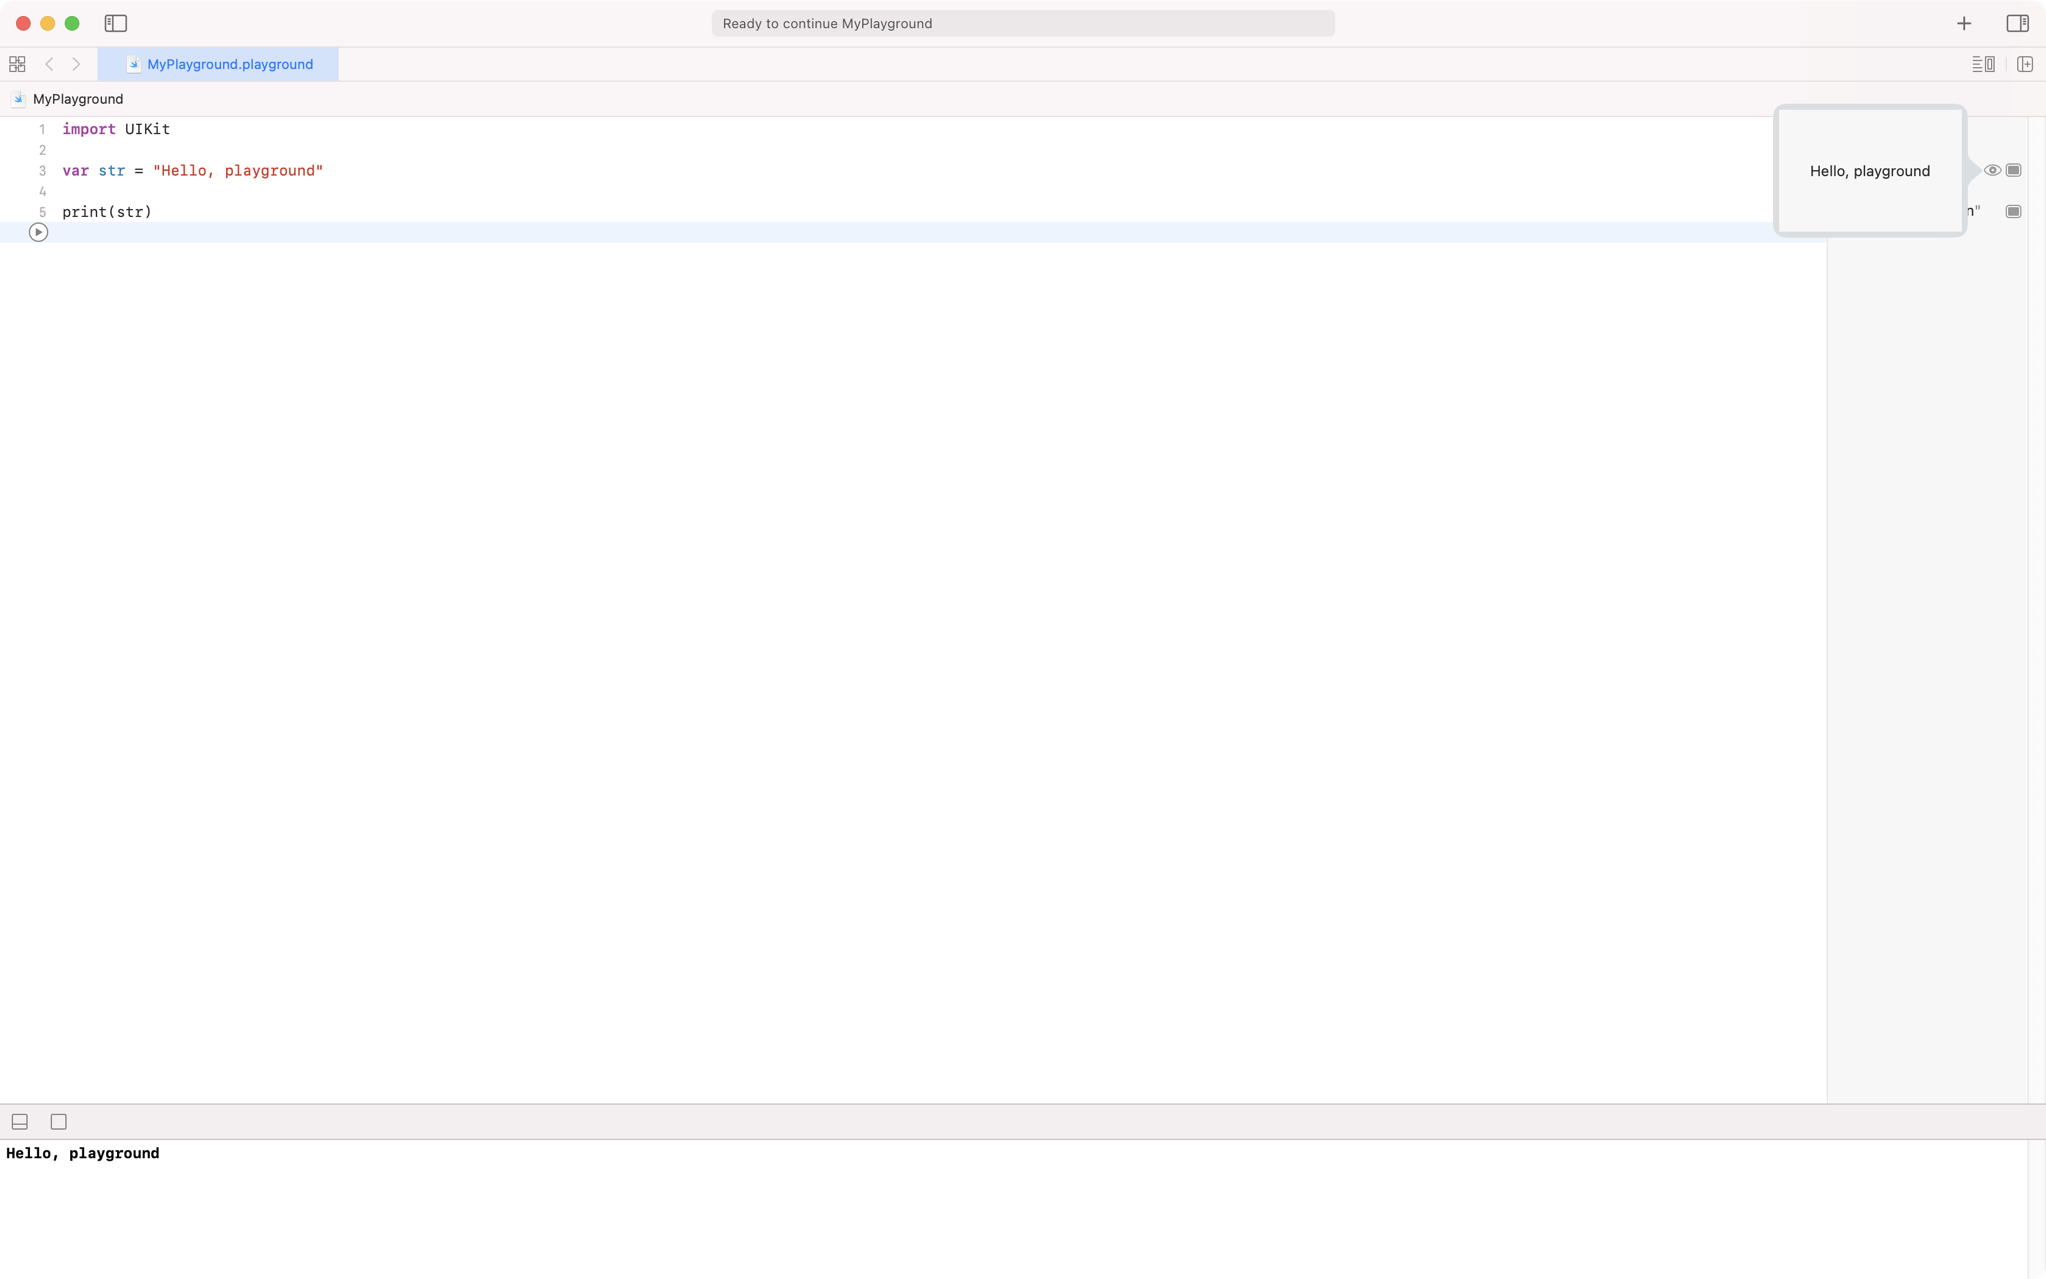 Ready to continue MyPlayground
MyPlayground.playground
MyPlayground
1 import UIKit
2
3 var str = "Hello, playground"
Hello, playground
4
5 print(str)
n"
Hello, playground